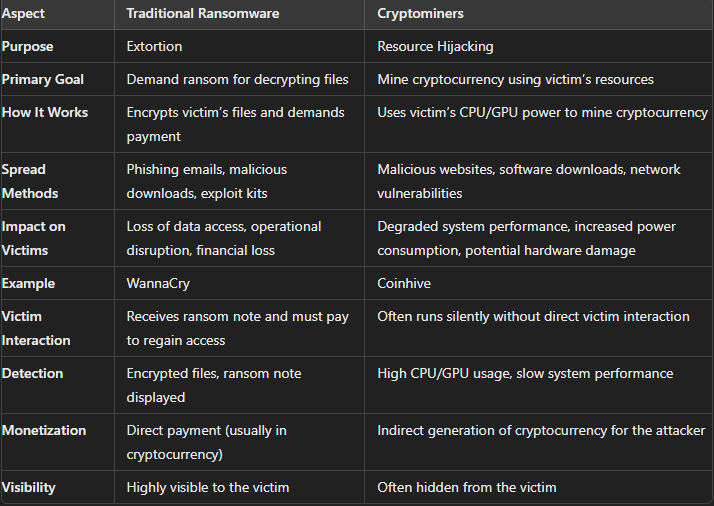 Aspect Traditional Ransomware Cryptominers
Purpose Extortion Resource Hijacking
Primary Goal Demand ransom for decrypting files Mine cryptocurrency using victim’s resources
How It Works Encrypts victim’s files and demands Uses victim’s CPU/GPU power to mine cryptocurrency
payment
Spread Phishing emails, malicious Malicious websites, software downloads, network
Methods downloads, exploit kits vulnerabilities
Impact on Loss of data access, operational Degraded system performance, increased power
Victims disruption, financial loss consumption, potential hardware damage
Example WannaCry Coinhive
Victim Receives ransom note and must pay Often runs silently without direct victim interaction
Interaction to regain access
Detection Encrypted files, ransom note High CPU/GPU usage, slow system performance
displayed
Monetization Direct payment (usually in Indirect generation of cryptocurrency for the attacker
cryptocurrency)
Visibility Highly visible to the victim Often hidden from the victim